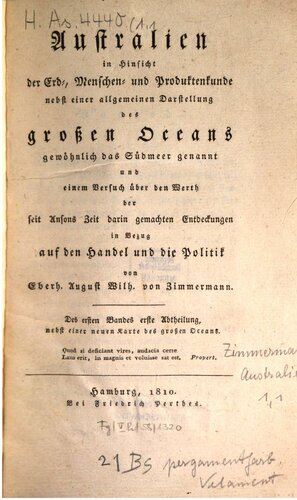 H. As. 4440 (1,1
Australien
in Hinsicht
der Erd-, Menschen- und Produktenkunde
nebst einer allgemeinen Darstellung
des
großen Oceans
gewöhnlich das Südmeer genannt
und
einem Versuch über den Werth
der
seit Ansons Zeit darin gemachten Entdeckungen
in Bezug
auf den Handel und die Politik
von
Eberh. August Wilh. von Zimmermann.
Des ersten Bandes erste Abtheilung,
nebst einer neuen Karte des großen Oceans.
Quod si deficiant vires, audacia certe
Laus erit, in magnis et voluisse sat est. Propert.
Zimmerman
Australie
1,1
Hamburg, 1810.
Bei Friedrich Perthes.
21 Bs pergamentfarb.